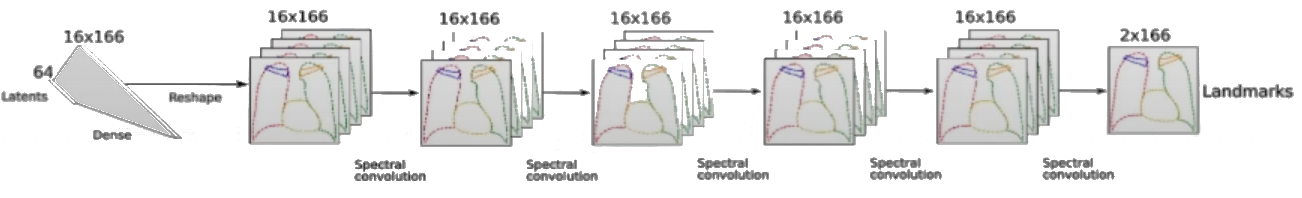 16x166
64
Latents
Dense
Reshape
16x166
Spectral
convolution
16x166
Spectral
convolution
16x166
Spectral
convolution
16x166
Spectral
convolution
16x166
Spectral
convolution
2x166
Landmarks